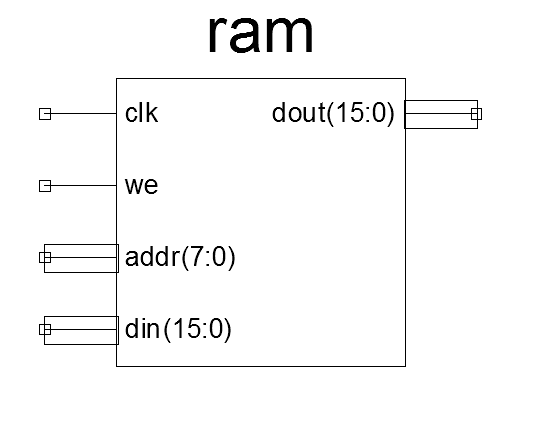 ram
clk
dout(15:0)
we
addr(7:0)
din(15:0)